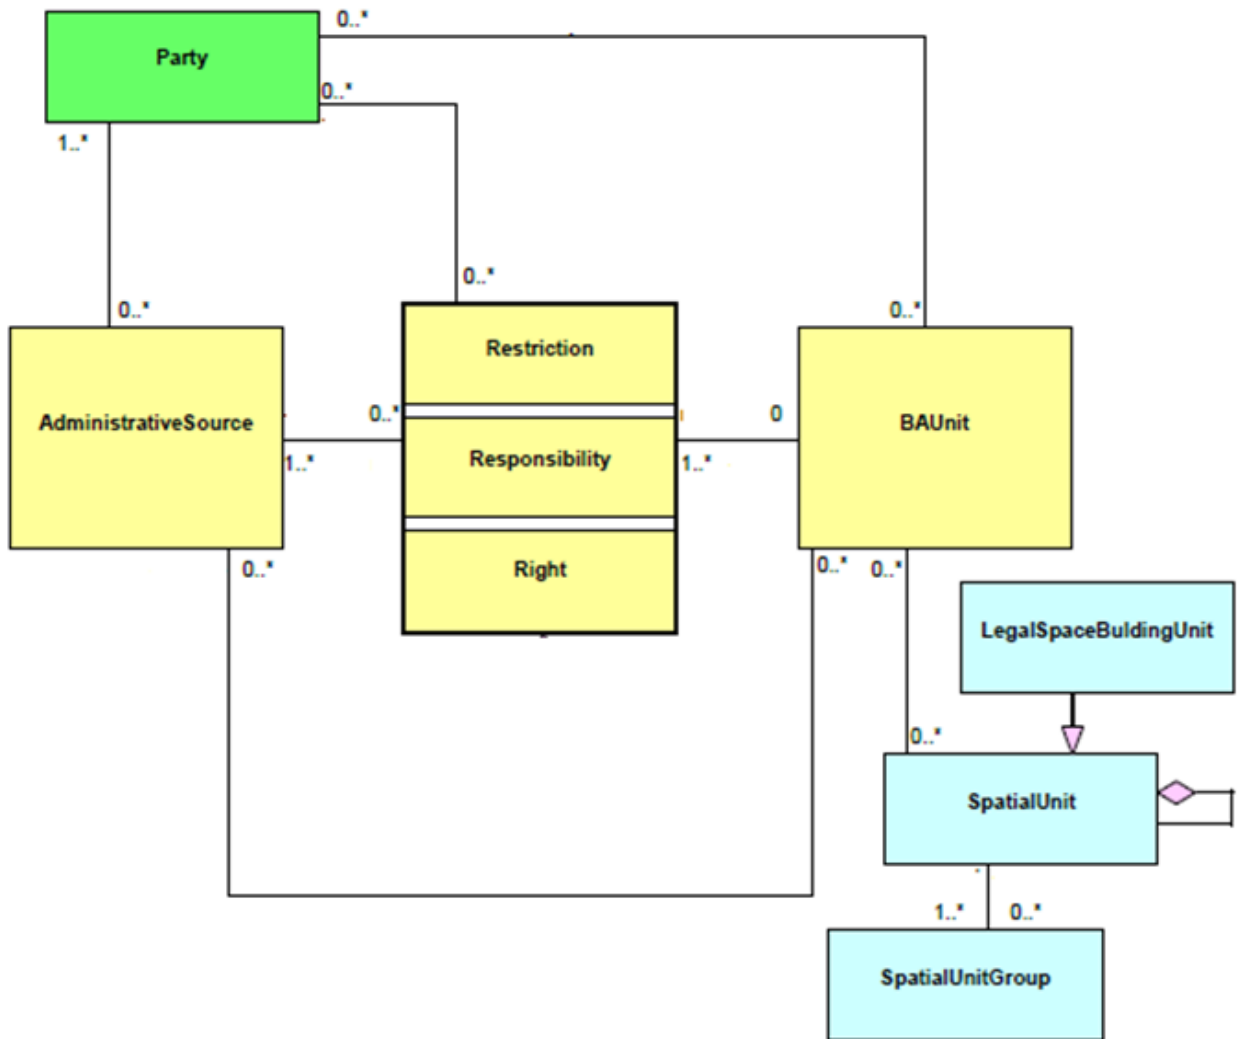 0..*
Party
0..*
1..*
0..*
0..*
0..*
Restriction
AdministrativeSource
0..*
0
BAUnit
1..*
Responsibility
1..*
0..*
Right
0..*
0..*
LegalSpaceBuldingUnit
0..*
SpatialUnit
1..*
0..*
SpatialUnitGroup